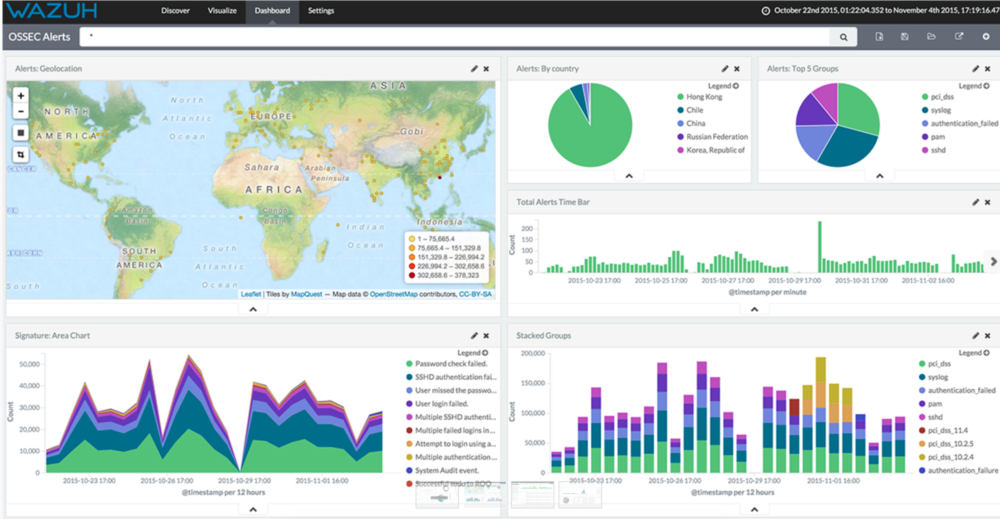 WAZUH
Discover Visualize Dashboard Settings
October 22nd 2015, 01:22:04.352 to November 4th 2015, 17:19:16.47
OSSEC Alerts
*
Alerts: Geolocation
+
−
ASIA
North
Atlantic
Ocean
NORTH
AMERICA
EUROPE
Gobi
CANCER
Sahara
Arabian
Peninsula
AFRICA
OR
Amazon
Basin
Congo
Basin
Indonesia
Indian
Ocean
APRICORN
SOUTH
AMERICA
South
Atlantic
Ocean
South
1 – 75,665.4
75,665.4 – 151,329.8
151,329.8 – 226,994.2
226,994.2 – 302,658.6
302,658.6 – 378,323
Leaflet | Tiles by MapQuest — Map data © OpenStreetMap contributors, CC-BY-SA
Alerts: By country
Legend
Hong Kong
Chile
China
Russian Federation
Korea, Republic of
Alerts: Top 5 Groups
Legend
pci_dss
syslog
authentication_failed
pam
sshd
Total Alerts Time Bar
Count
200
150
100
50
0
2015-10-23 17:00 2015-10-25 17:00 2015-10-27 17:00 2015-10-29 17:00 2015-10-31 17:00 2015-11-02 16:00
@timestamp per minute
Signature: Area Chart
Count
50,000
40,000
30,000
20,000
10,000
0
2015-10-23 17:00 2015-10-26 17:00 2015-10-29 17:00 2015-11-01 16:00
@timestamp per 12 hours
Legend
Password check failed.
SSHD authentication fai...
User missed the passwo...
User login failed.
Multiple SSHD authenti...
Multiple failed logins in ...
Attempt to login using a...
Multiple authentication ...
System Audit event.
Successful sudo to ROO...
Stacked Groups
Count
200,000
150,000
100,000
50,000
0
2015-10-23 17:00 2015-10-26 17:00 2015-10-29 17:00 2015-11-01 16:00
@timestamp per 12 hours
Legend
pci_dss
syslog
authentication_failed
pam
sshd
pci_dss_11.4
pci_dss_10.2.5
pci_dss_10.2.4
authentication_failure